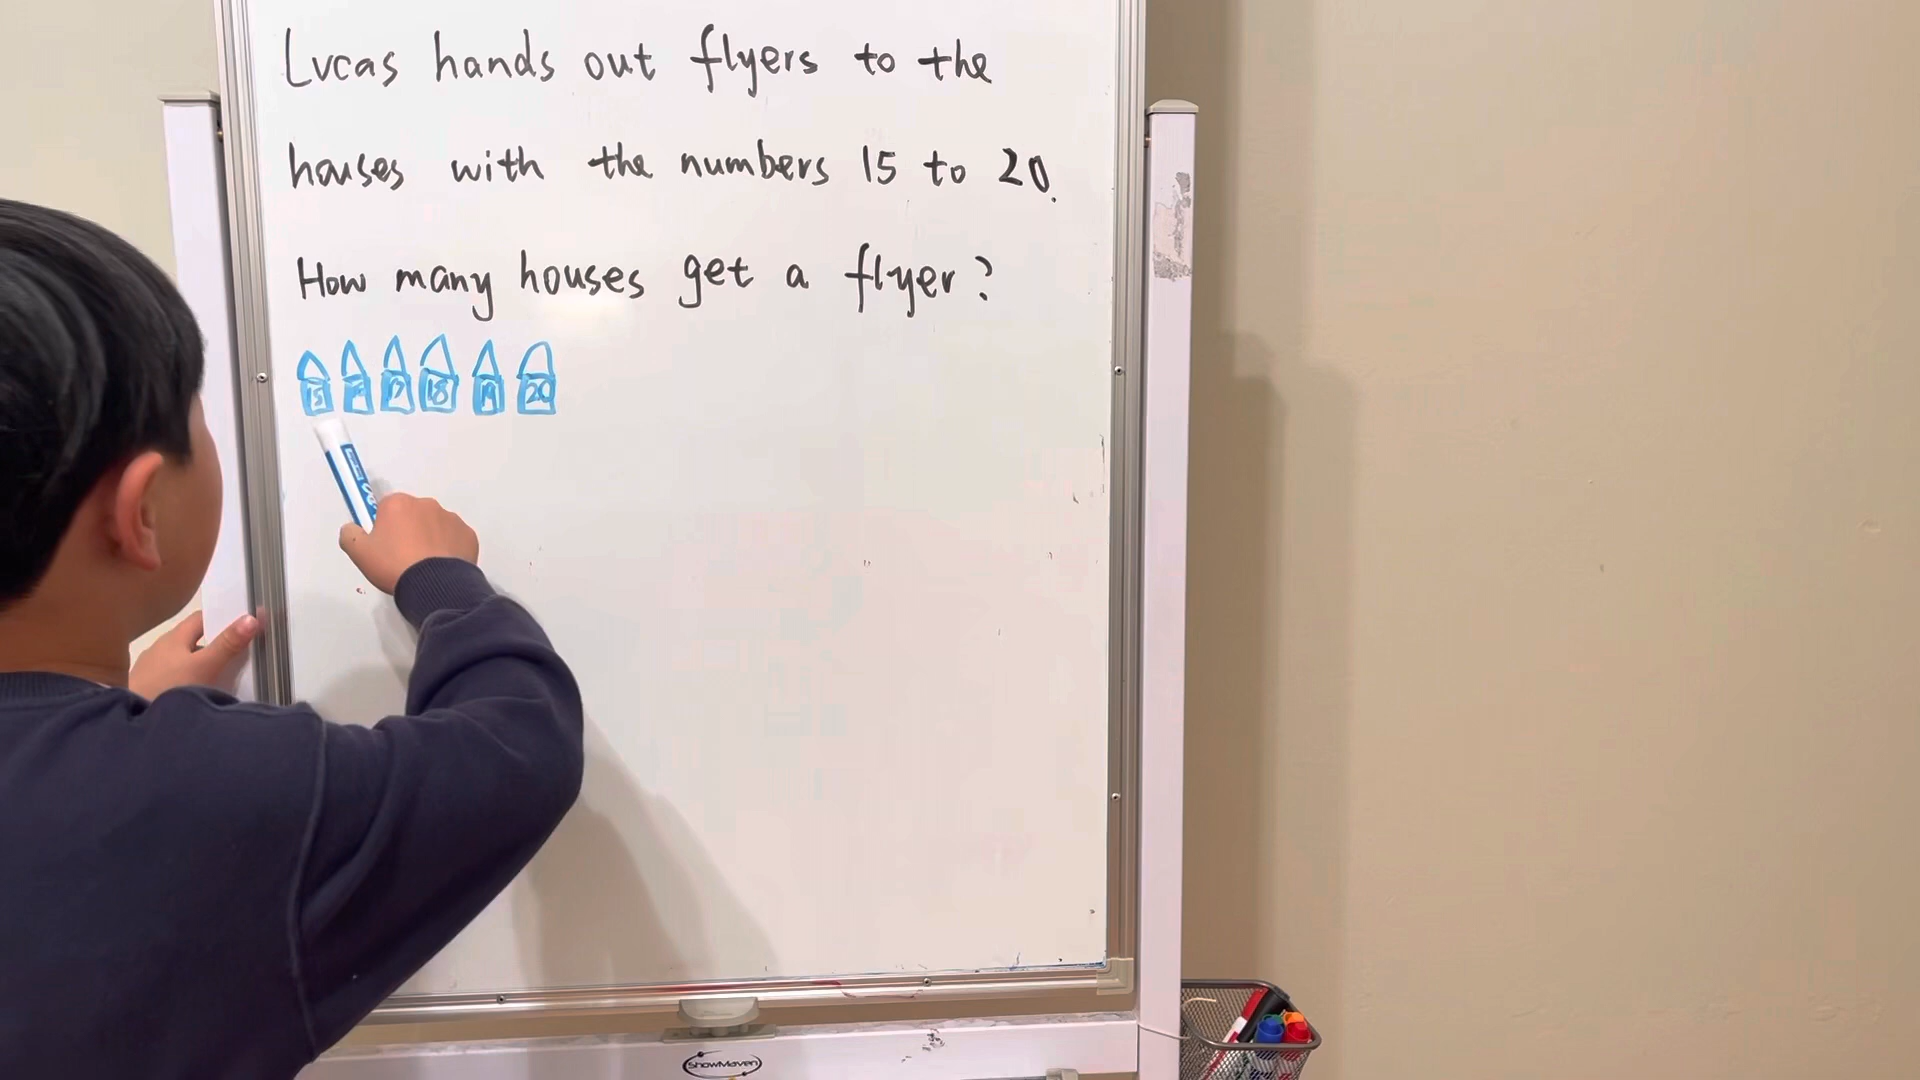 Lucas hands out flyers to the
houses with the numbers 15 to 20.
How many houses get a flyer?
15 16 17 18 19 20
ShowMaven